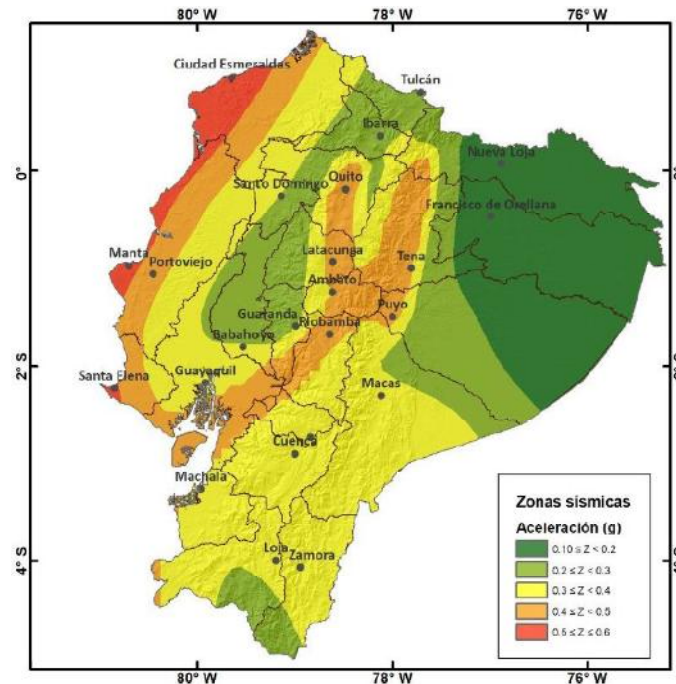 80° W
78° W
76° W
Ciudad Esmeraldas
Tulcán
Ibarra
Nueva Loja
0°
0°
Quito
Santo Domingo
Francisco de Orellana
Latacunga
Manta
Portoviejo
Tena
Ambato
Puyo
Guaranda
Riobamba
Babahoyo
2° S
2° S
Santa Elena
Guayaquil
Macas
Cuenca
Machala
Zonas sísmicas
Aceleración (g)
0.10 ≤ Z < 0.2
0.2 ≤ Z < 0.3
0.3 ≤ Z < 0.4
0.4 ≤ Z < 0.5
0.5 ≤ Z ≤ 0.6
Loja
Zamora
4° S
4° S
80° W
78° W
76° W